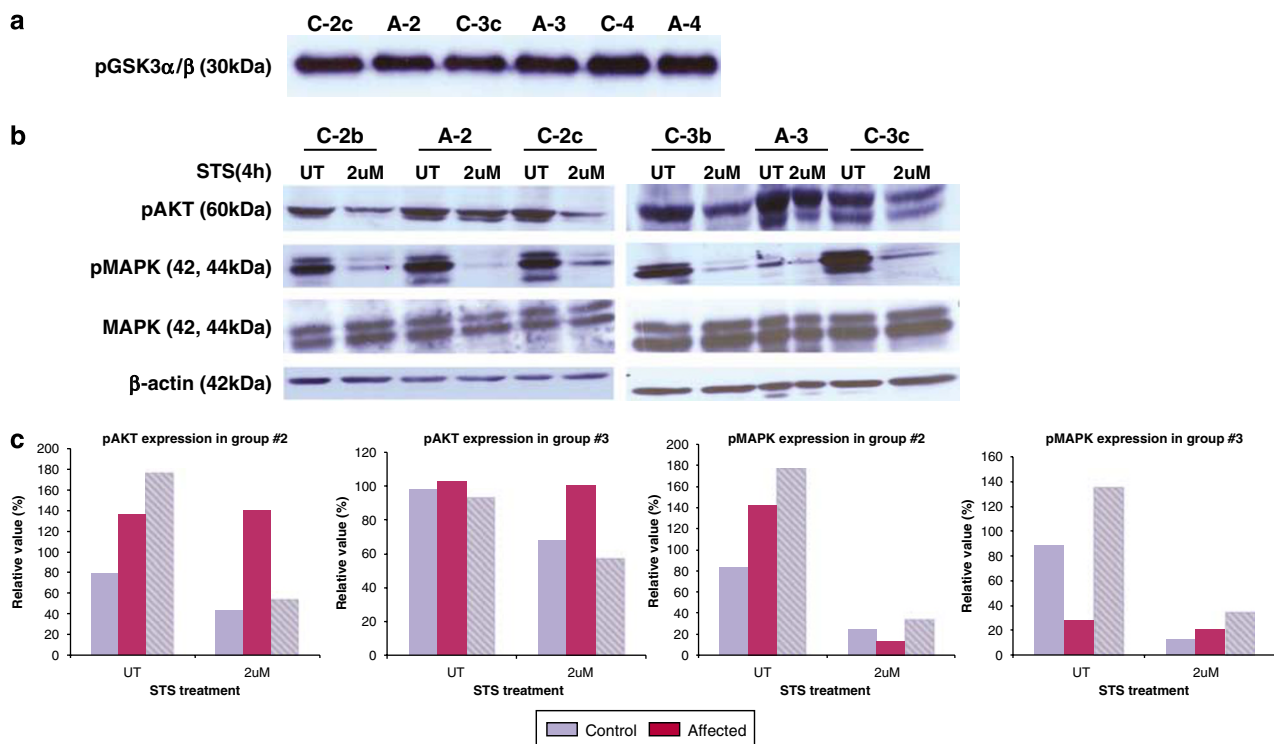 a
C-2c A-2 C-3c A-3 C-4 A-4
pGSK3α/β (30kDa)
b
C-2b A-2 C-2c C-3b A-3 C-3c
STS(4h) UT 2uM UT 2uM UT 2uM UT 2uM UT 2uM UT 2uM
pAKT (60kDa)
pMAPK (42, 44kDa)
MAPK (42, 44kDa)
β-actin (42kDa)
c
pAKT expression in group #2
Relative value (%)
200
180
160
140
120
100
80
60
40
20
0
UT 2uM
STS treatment
pAKT expression in group #3
Relative value (%)
120
100
80
60
40
20
0
UT 2uM
STS treatment
pMAPK expression in group #2
Relative value (%)
200
180
160
140
120
100
80
60
40
20
0
UT 2uM
STS treatment
pMAPK expression in group #3
Relative value (%)
160
140
120
100
80
60
40
20
0
UT 2uM
STS treatment
Control Affected